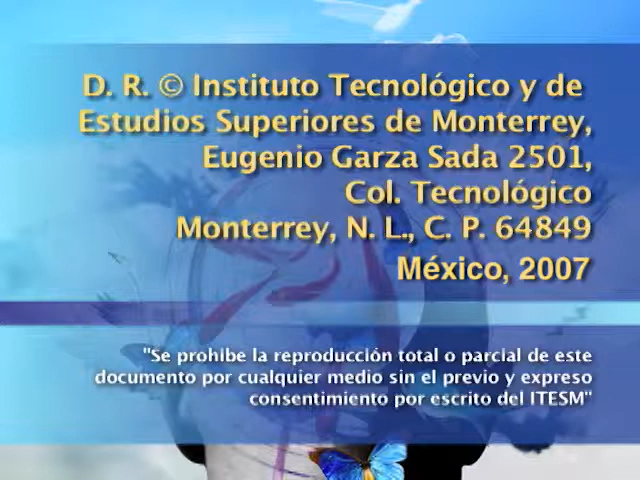 D. R. © Instituto Tecnológico y de
Estudios Superiores de Monterrey,
Eugenio Garza Sada 2501,
Col. Tecnológico
Monterrey, N. L., C. P. 64849
México, 2007
"Se prohibe la reproducción total o parcial de este
documento por cualquier medio sin el previo y expreso
consentimiento por escrito del ITESM"